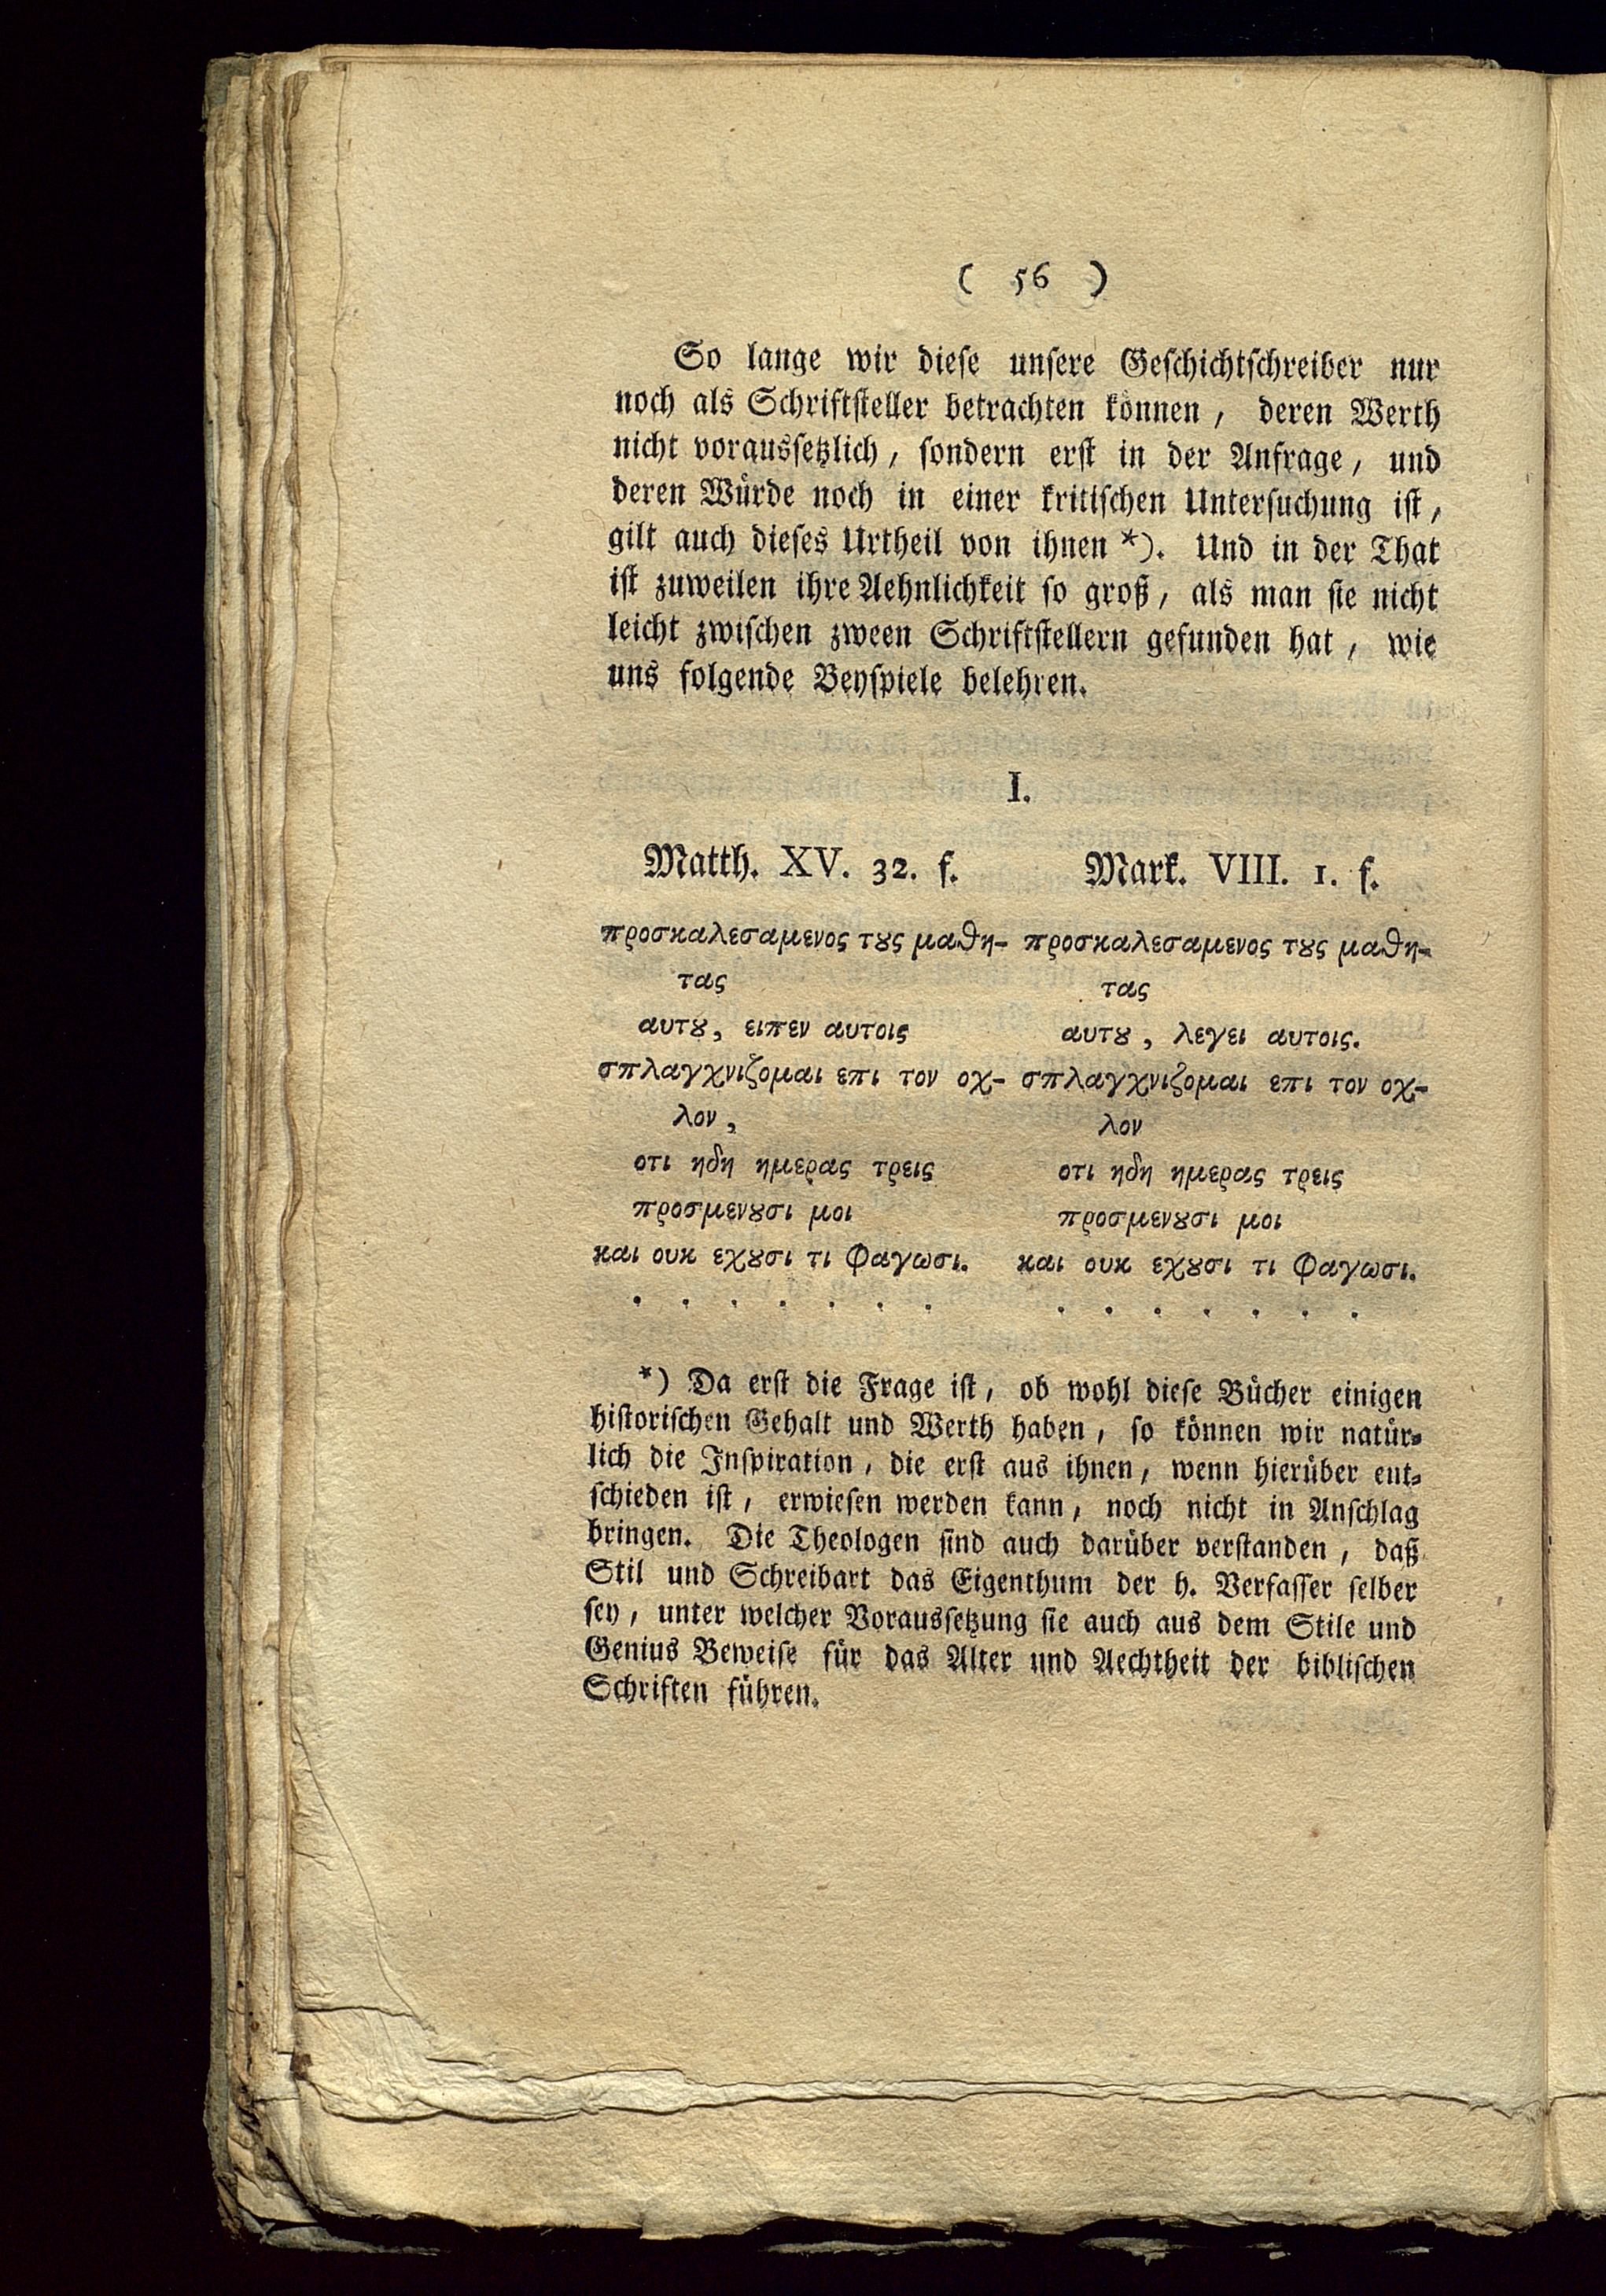 ( 56 )
So lange wir diese unsere Geschichtschreiber nur
noch als Schriftsteller betrachten können, deren Werth
nicht voraussetzlich, sondern erst in der Anfrage, und
deren Würde noch in einer kritischen Untersuchung ist,
gilt auch dieses Urtheil von ihnen *). Und in der That
ist zuweilen ihre Aehnlichkeit so groß, als man sie nicht
leicht zwischen zween Schriftstellern gefunden hat, wie
uns folgende Beyspiele belehren.
I.
Matth. XV. 32. f.
προσκαλεσαμενος τȣς μαθη-
τας
αυτȣ, ειπεν αυτοις
σπλαγχνιζομαι επι τον οχ-
λον,
οτι ηδη ημερας τρεις
προσμενȣσι μοι
και ουκ εχȣσι τι φαγωσι.
. . . . . . .
Mark. VIII. 1. f.
προσκαλεσαμενος τȣς μαθη-
τας
αυτȣ, λεγει αυτοις.
σπλαγχνιζομαι επι τον οχ-
λον
οτι ηδη ημερας τρεις
προσμενȣσι μοι
και ουκ εχȣσι τι φαγωσι.
. . . . . . .
*) Da erst die Frage ist, ob wohl diese Bücher einigen
historischen Gehalt und Werth haben, so können wir natür-
lich die Inspiration, die erst aus ihnen, wenn hierüber ent-
schieden ist, erwiesen werden kann, noch nicht in Anschlag
bringen. Die Theologen sind auch darüber verstanden, daß
Stil und Schreibart das Eigenthum der h. Verfasser selber
sey, unter welcher Voraussetzung sie auch aus dem Stile und
Genius Beweise für das Alter und Aechtheit der biblischen
Schriften führen.